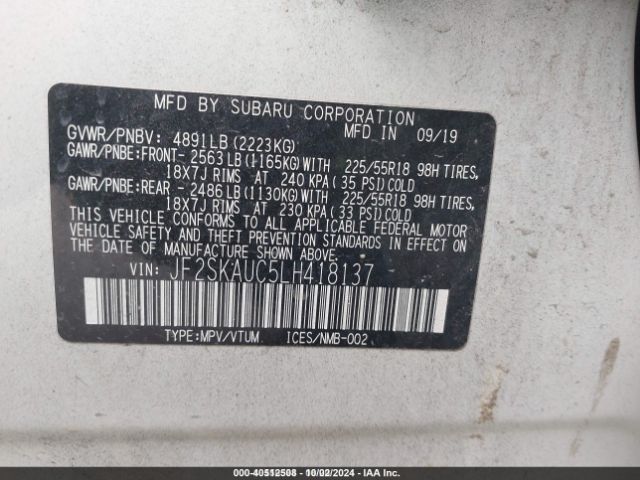 MFD BY SUBARU CORPORATION
MFD IN 09/19
GVWR/PNBV: 4891LB (2223KG)
GAWR/PNBE:FRONT- 2563 LB (1165KG) WITH 225/55R18 98H TIRES,
18X7J RIMS AT 240 KPA (35 PSI) COLD
GAWR/PNBE:REAR - 2486 LB (1130KG) WITH 225/55R18 98H TIRES,
18X7J RIMS AT 230 KPA (33 PSI) COLD
THIS VEHICLE CONFORMS TO ALL APPLICABLE FEDERAL MOTOR
VEHICLE SAFETY AND THEFT PREVENTION STANDARDS IN EFFECT ON
THE DATE OF MANUFACTURE SHOWN ABOVE.
VIN: JF2SKAUC5LH418137
TYPE:MPV/VTUM ICES/NMB-002
000-40512508 - 10/02/2024 - IAA, Inc.